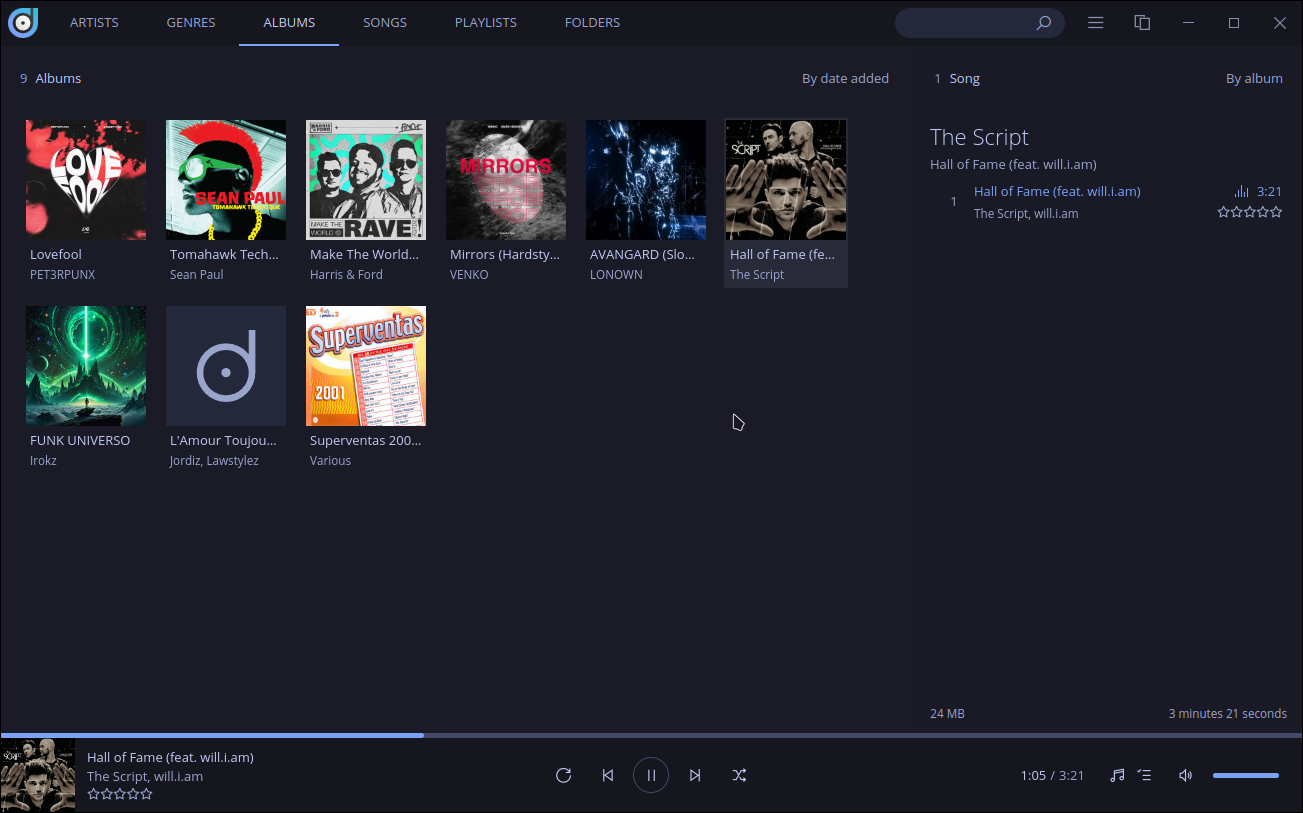 ARTISTS
GENRES
ALBUMS
SONGS
PLAYLISTS
FOLDERS
9 Albums
By date added
LOVE
FOOL
Lovefool
PET3RPUNX
SEAN PAUL
TOMAHAWK TECHNIQUE
Tomahawk Tech...
Sean Paul
HARRIS
& FORD
MAKE THE
WORLD
RAVE!
Make The World...
Harris & Ford
MIRRORS
Mirrors (Hardsty...
VENKO
AVANGARD (Slo...
LONOWN
SCRIPT
Hall of Fame (fe...
The Script
FUNK UNIVERSO
Irokz
L'Amour Toujou...
Jordiz, Lawstylez
Superventas
2001
Superventas 200...
Various
1 Song
By album
The Script
Hall of Fame (feat. will.i.am)
1
Hall of Fame (feat. will.i.am)
3:21
The Script, will.i.am
24 MB
3 minutes 21 seconds
SCRIPT
Hall of Fame (feat. will.i.am)
The Script, will.i.am
1:05 / 3:21